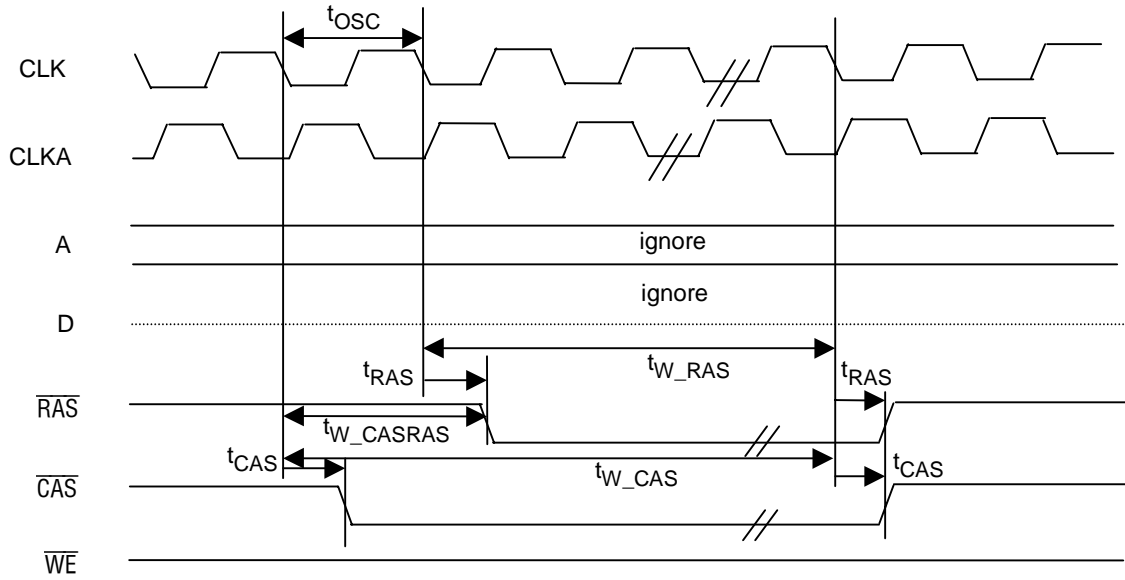 tOSC
CLK
CLKA
A
ignore
ignore
D
tRAS
tW_RAS
tRAS
RAS
tW_CASRAS
tCAS
tW_CAS
tCAS
CAS
WE